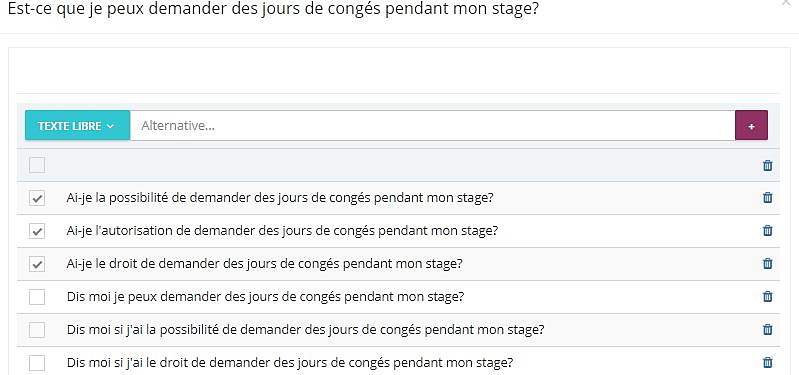 Est-ce que je peux demander des jours de congés pendant mon stage?
TEXTE LIBRE
Alternative...
+
Ai-je la possibilité de demander des jours de congés pendant mon stage?
Ai-je l'autorisation de demander des jours de congés pendant mon stage?
Ai-je le droit de demander des jours de congés pendant mon stage?
Dis moi je peux demander des jours de congés pendant mon stage?
Dis moi si j'ai la possibilité de demander des jours de congés pendant mon stage?
Dis moi si j'ai le droit de demander des jours de congés pendant mon stage?